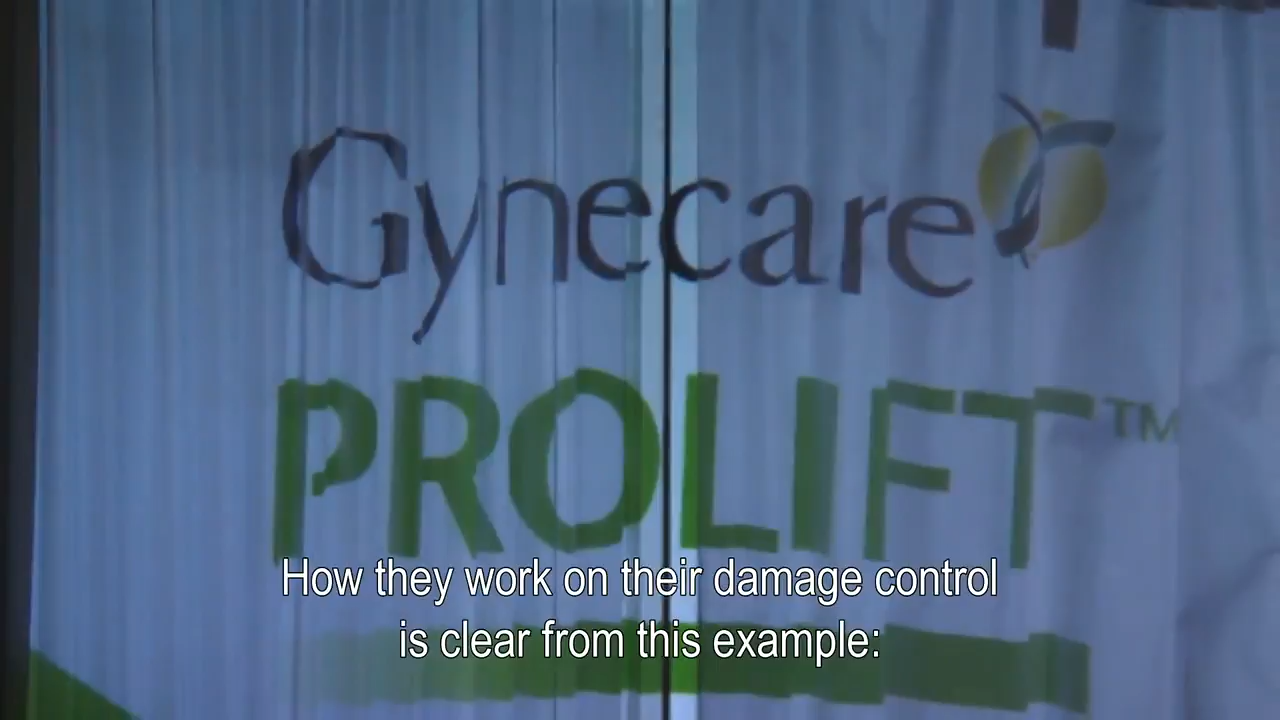 Gynecare
PROLIFT™
How they work on their damage control
is clear from this example: